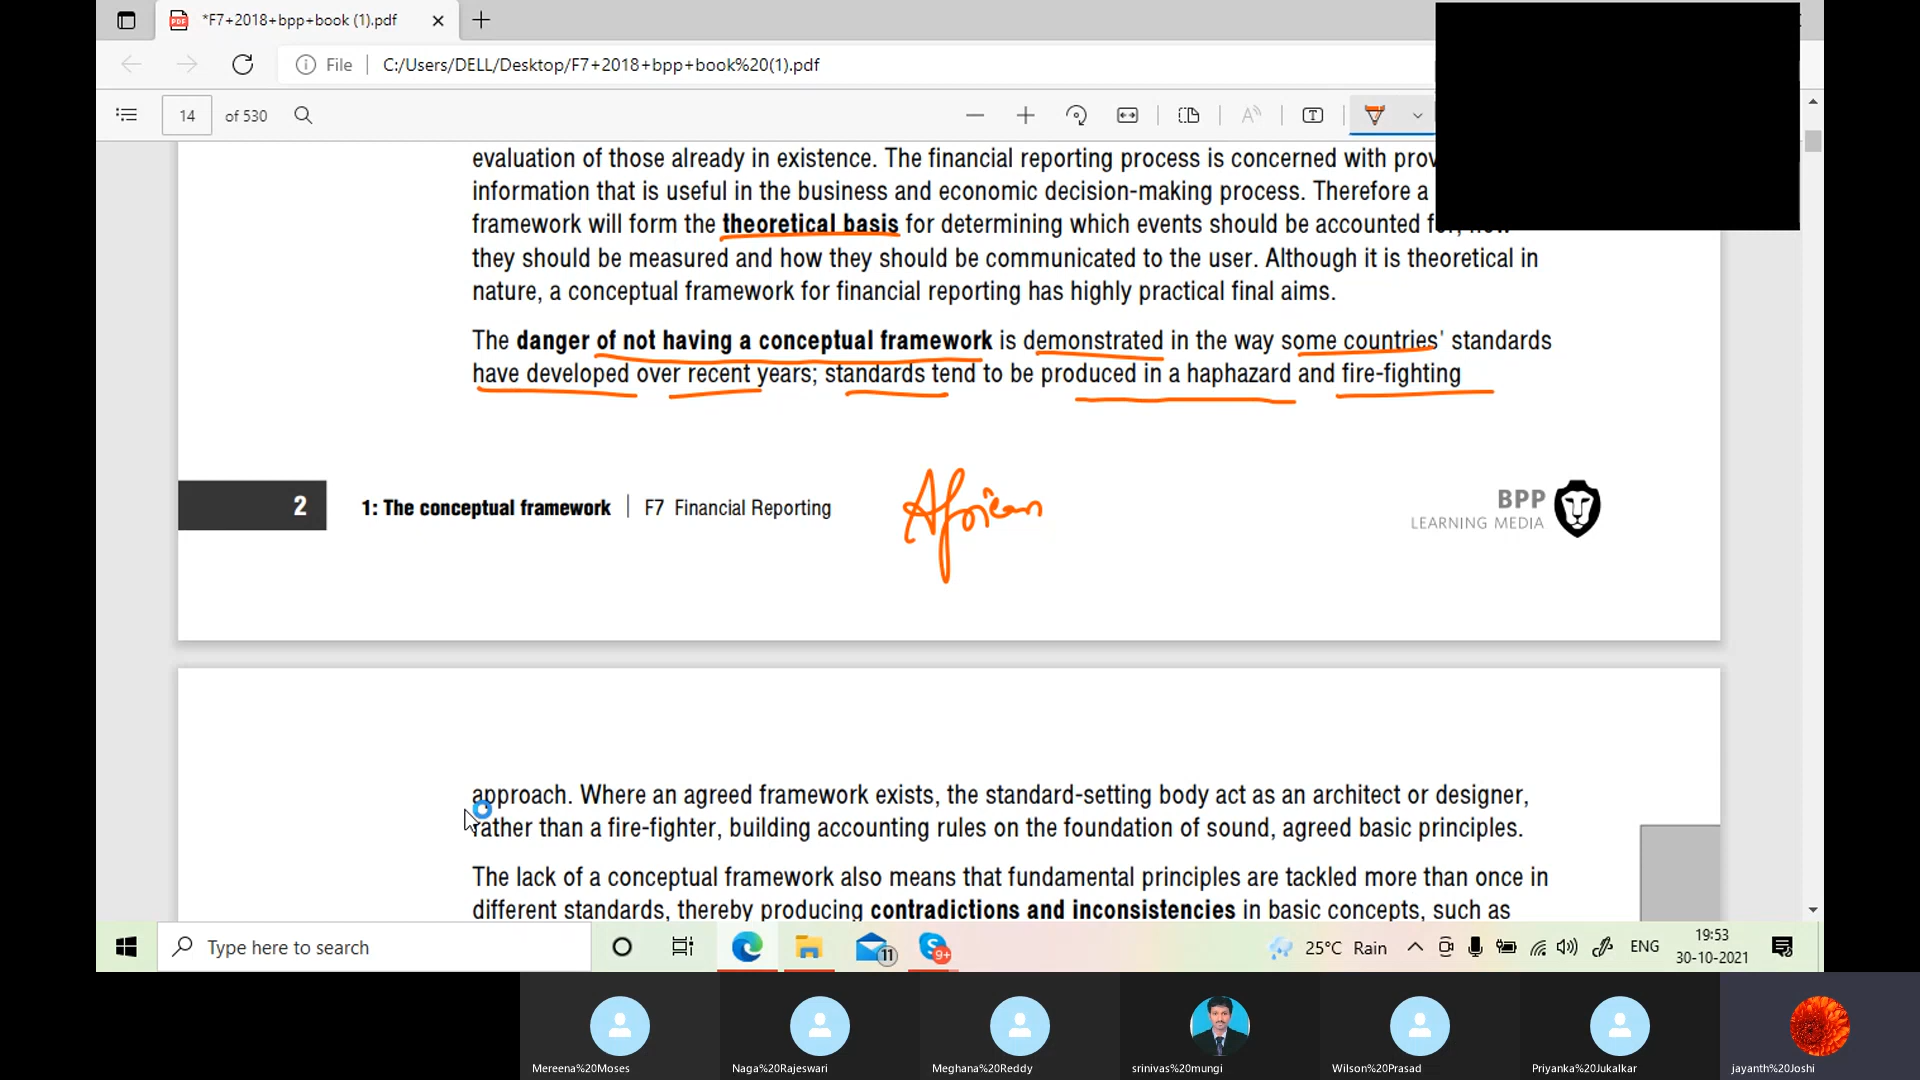 *F7+2018+bpp+book (1).pdf
File
C:/Users/DELL/Desktop/F7+2018+bpp+book%20(1).pdf
14 of 530
evaluation of those already in existence. The financial reporting process is concerned with prov
information that is useful in the business and economic decision-making process. Therefore a
framework will form the theoretical basis for determining which events should be accounted
they should be measured and how they should be communicated to the user. Although it is theoretical in
nature, a conceptual framework for financial reporting has highly practical final aims.
The danger of not having a conceptual framework is demonstrated in the way some countries' standards
have developed over recent years; standards tend to be produced in a haphazard and fire-fighting
African
2 1: The conceptual framework | F7 Financial Reporting
BPP
LEARNING MEDIA
approach. Where an agreed framework exists, the standard-setting body act as an architect or designer,
rather than a fire-fighter, building accounting rules on the foundation of sound, agreed basic principles.
The lack of a conceptual framework also means that fundamental principles are tackled more than once in
different standards, thereby producing contradictions and inconsistencies in basic concepts, such as
Type here to search
11
9+
25°C Rain
ENG
19:53
30-10-2021
Mereena%20Moses
Naga%20Rajeswari
Meghana%20Reddy
srinivas%20mungi
Wilson%20Prasad
Priyanka%20Jukalkar
jayanth%20Joshi